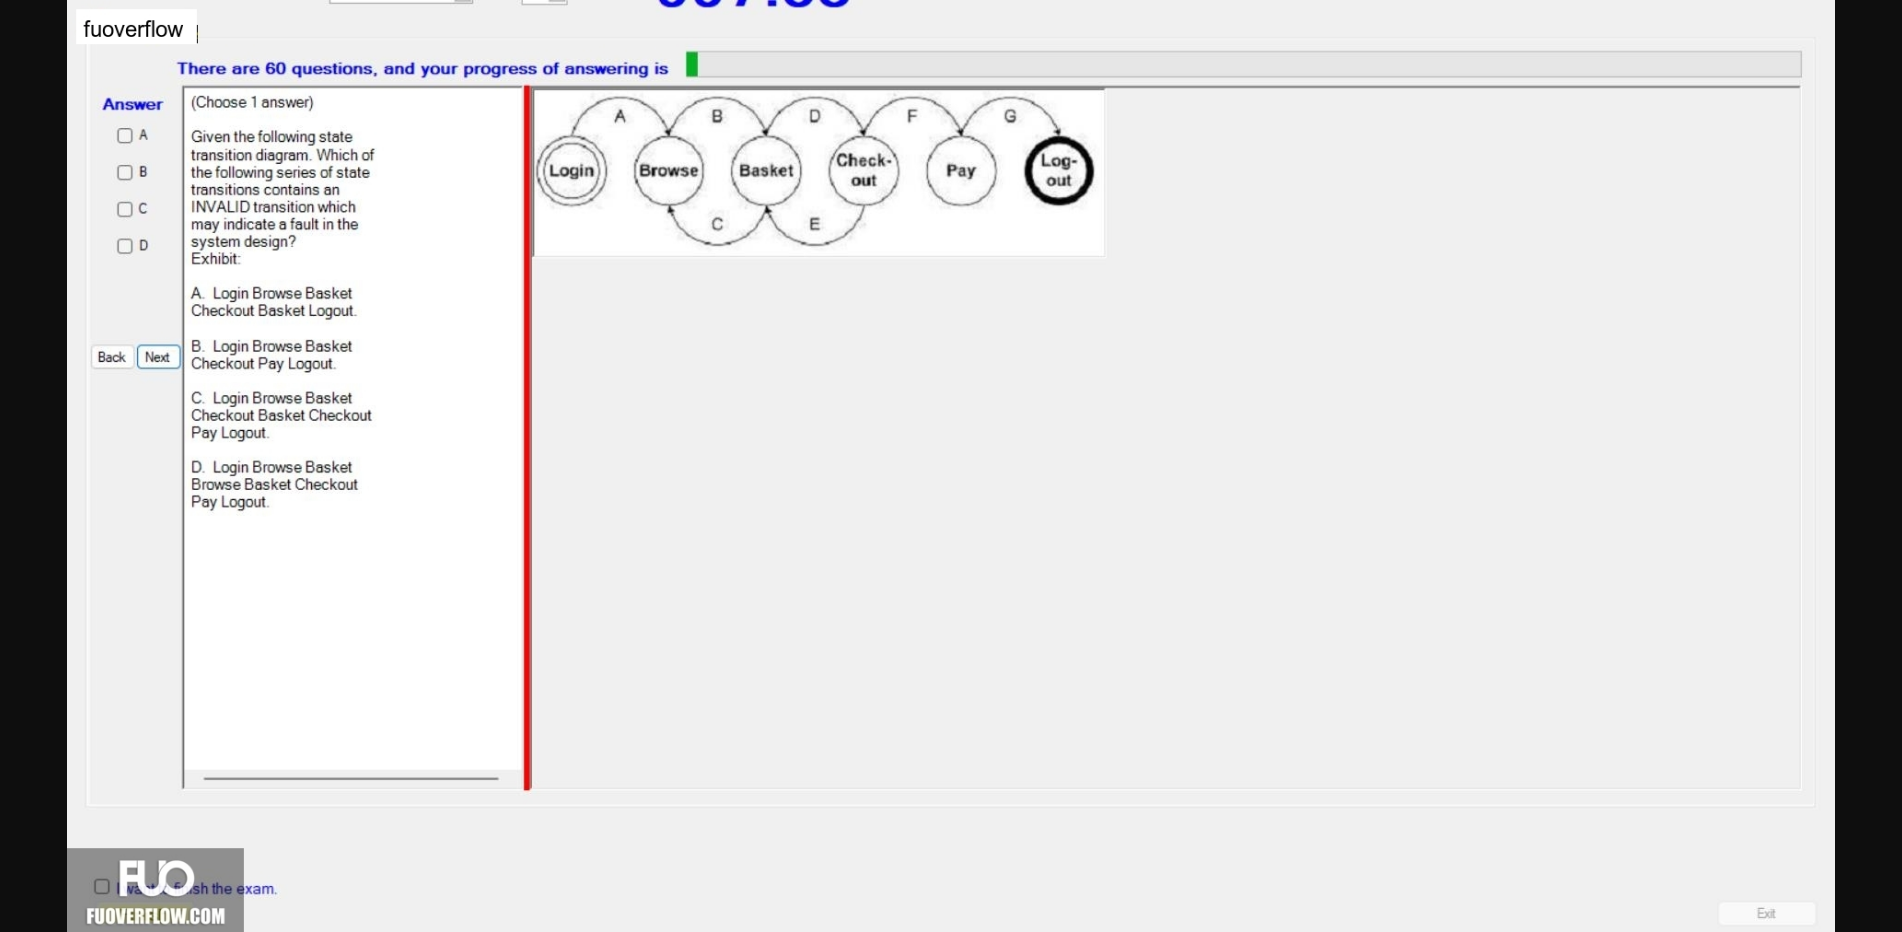 fuoverflow
There are 60 questions, and your progress of answering is
Answer
A
B
C
D
Back
Next
(Choose 1 answer)
Given the following state
transition diagram. Which of
the following series of state
transitions contains an
INVALID transition which
may indicate a fault in the
system design?
Exhibit:
A. Login Browse Basket
Checkout Basket Logout.
B. Login Browse Basket
Checkout Pay Logout.
C. Login Browse Basket
Checkout Basket Checkout
Pay Logout.
D. Login Browse Basket
Browse Basket Checkout
Pay Logout.
A B D F G
Login Browse Basket Check-out Pay Log-out
C E
FUO
the exam.
FUOVERFLOW.COM
Exit